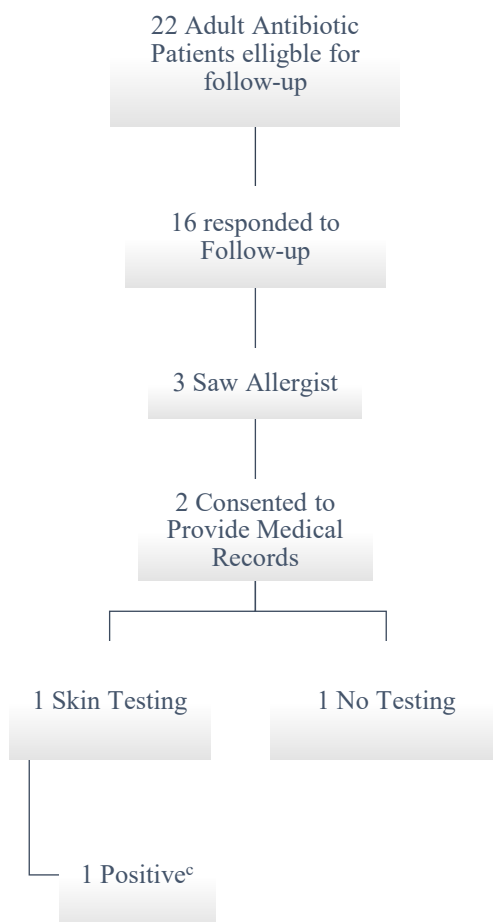 22 Adult Antibiotic
Patients elligble for
follow-up
16 responded to
Follow-up
3 Saw Allergist
2 Consented to
Provide Medical
Records
1 Skin Testing
1 No Testing
1 Positiveᶜ